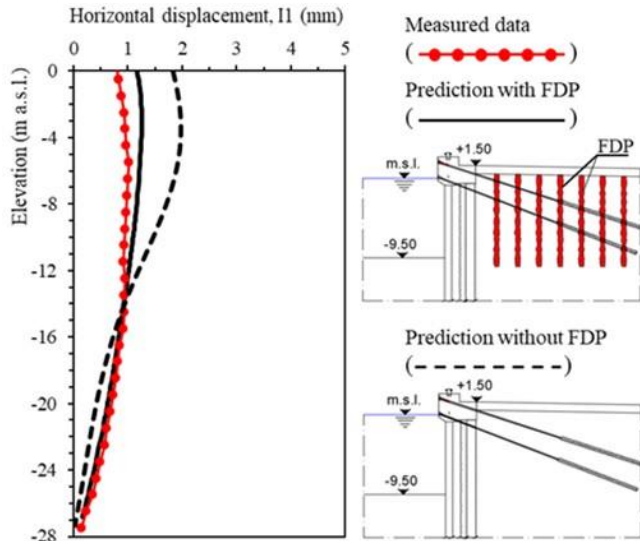 Horizontal displacement, I1 (mm)
0 1 2 3 4 5
Elevation (m a.s.l.)
0
-4
-8
-12
-16
-20
-24
-28
Measured data
( )
Prediction with FDP
( )
FDP
+1.50
m.s.l.
-9.50
Prediction without FDP
( )
+1.50
m.s.l.
-9.50